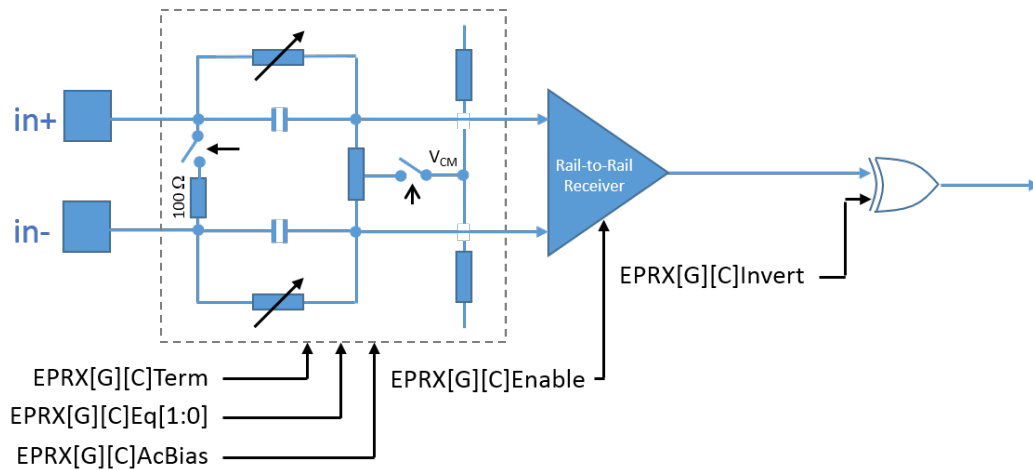 in+
in-
100 Ω
V_CM
Rail-to-Rail
Receiver
EPRX[G][C]Invert
EPRX[G][C]Enable
EPRX[G][C]Term
EPRX[G][C]Eq[1:0]
EPRX[G][C]AcBias